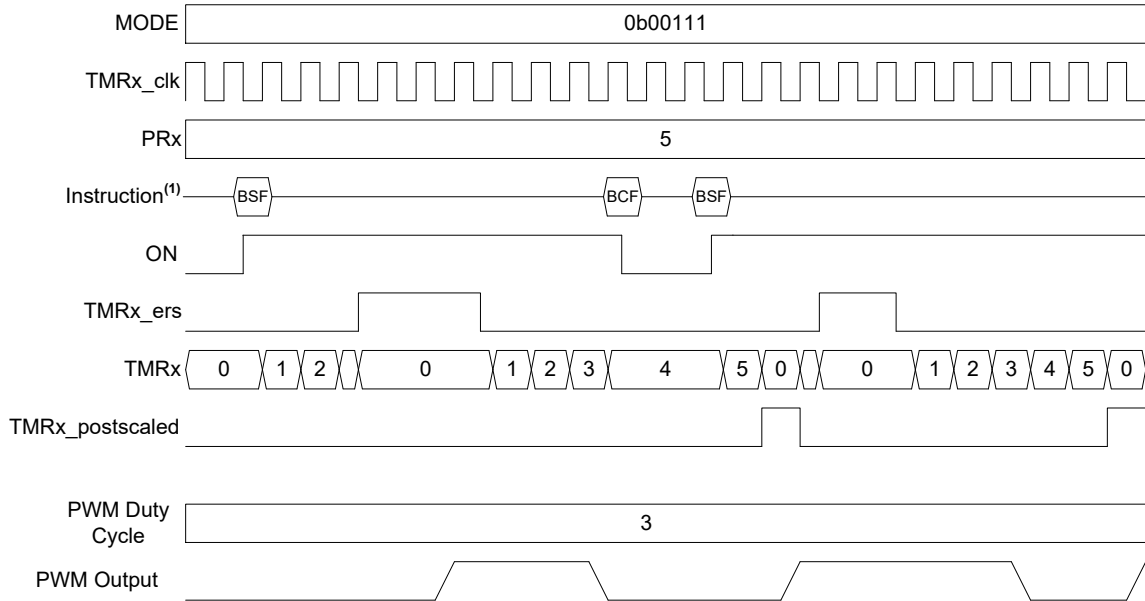 MODE 0b00111
TMRx_clk
PRx 5
Instruction(1) BSF BCF BSF
ON
TMRx_ers
TMRx 0 1 2 0 1 2 3 4 5 0 0 1 2 3 4 5 0
TMRx_postscaled
PWM Duty
Cycle
3
PWM Output